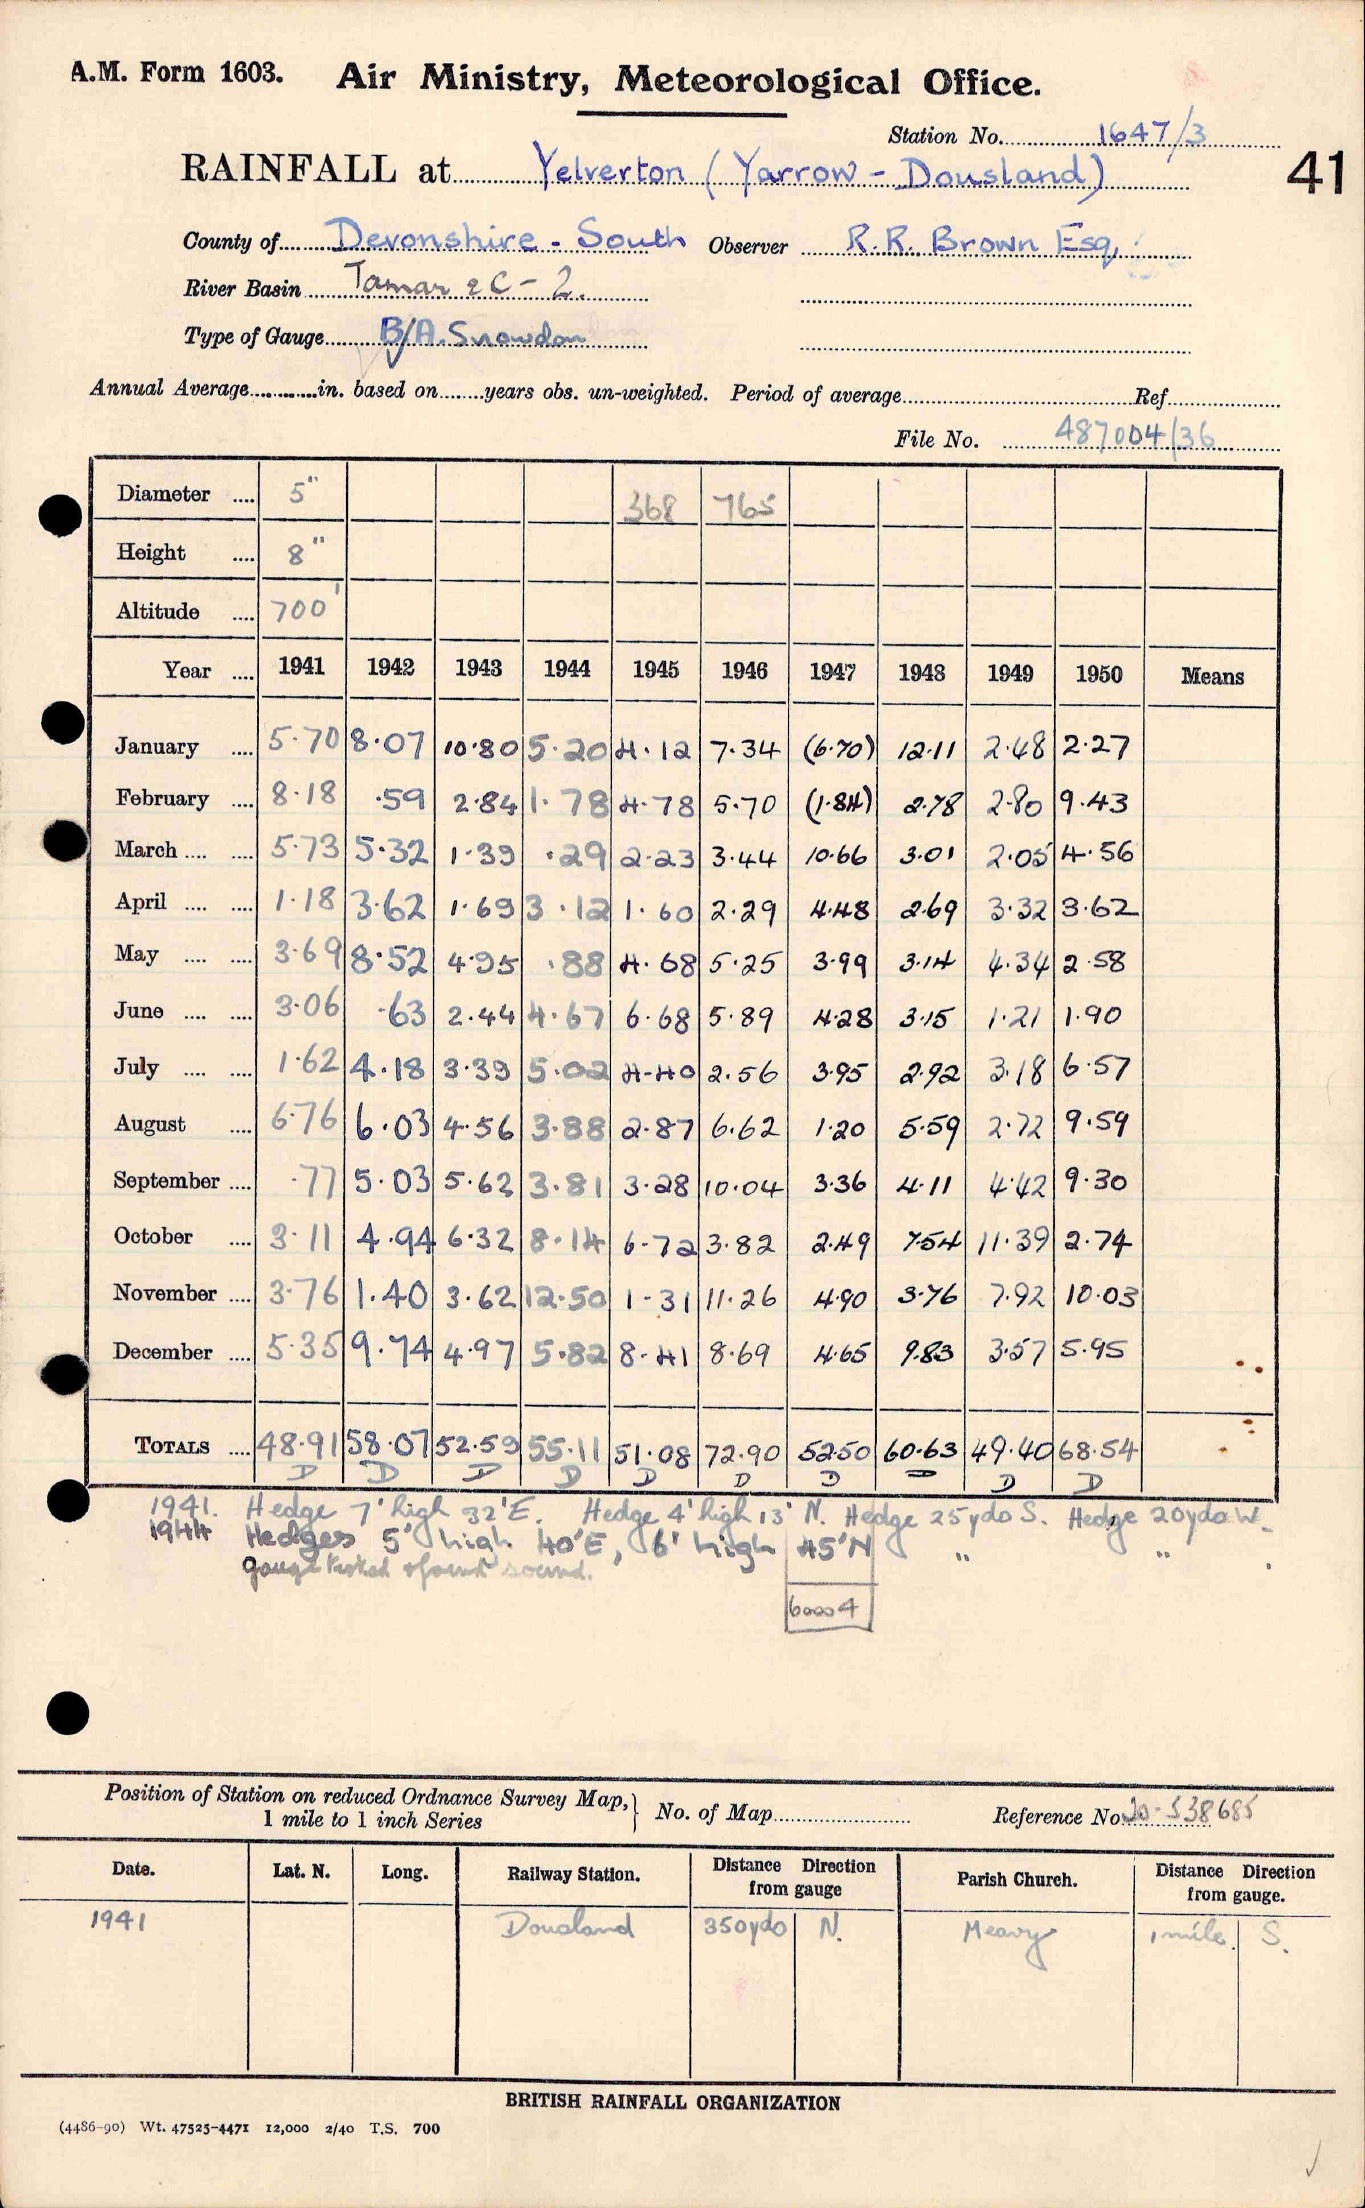 A.M. Form 1603. Air Ministry, Meteorological Office.
Station No. 1647/3
RAINFALL at Yelverton (Yarrow - Dousland) 41
County of Devonshire - South Observer R.R. Brown Esq.
River Basin Tamar 2C - 2.
Type of Gauge B/A. Snowdon
Annual Average in. based on years obs. un-weighted. Period of average Ref
File No. 487004/36
Diameter 5" 368 765
Height 8"
Altitude 700'
Year 1941 1942 1943 1944 1945 1946 1947 1948 1949 1950 Means
January 5.70 8.07 10.80 5.20 4.12 7.34 (6.70) 12.11 2.48 2.27
February 8.18 .59 2.84 1.78 4.78 5.70 (1.84) 2.78 2.80 9.43
March 5.73 5.32 1.39 .29 2.23 3.44 10.66 3.01 2.05 4.56
April 1.18 3.62 1.69 3.12 1.60 2.29 4.48 2.69 3.32 3.62
May 3.69 8.52 4.95 .88 4.68 5.25 3.99 3.14 4.34 2.58
June 3.06 .63 2.44 4.67 6.68 5.89 4.28 3.15 1.21 1.90
July 1.62 4.18 3.39 5.02 4.40 2.56 3.95 2.92 3.18 6.57
August 6.76 6.03 4.56 3.88 2.87 6.62 1.20 5.59 2.72 9.59
September .77 5.03 5.62 3.81 3.28 10.04 3.36 4.11 4.42 9.30
October 3.11 4.94 6.32 8.14 6.72 3.82 2.49 7.54 11.39 2.74
November 3.76 1.40 3.62 12.50 1.31 11.26 4.90 3.76 7.92 10.03
December 5.35 9.74 4.97 5.82 8.41 8.69 4.65 9.83 3.57 5.95
TOTALS 48.91 58.07 52.59 55.11 51.08 72.90 52.50 60.63 49.40 68.54
D D D D D D D D D D
1941. Hedge 7' high 32' E. Hedge 4' high 13' N. Hedge 25 yds S. Hedge 20 yds W.
1944 Hedges 5' high 40' E, 6' high 45' N " " .
gauge tested & found sound.
60004
Position of Station on reduced Ordnance Survey Map, 1 mile to 1 inch Series No. of Map Reference No. 20-538685
Date. Lat. N. Long. Railway Station. Distance Direction from gauge Parish Church. Distance Direction from gauge.
1941 Dousland 350 yds N. Meavy 1 mile. S.
BRITISH RAINFALL ORGANIZATION
(4486-90) Wt. 47525-4471 12,000 2/40 T.S. 700